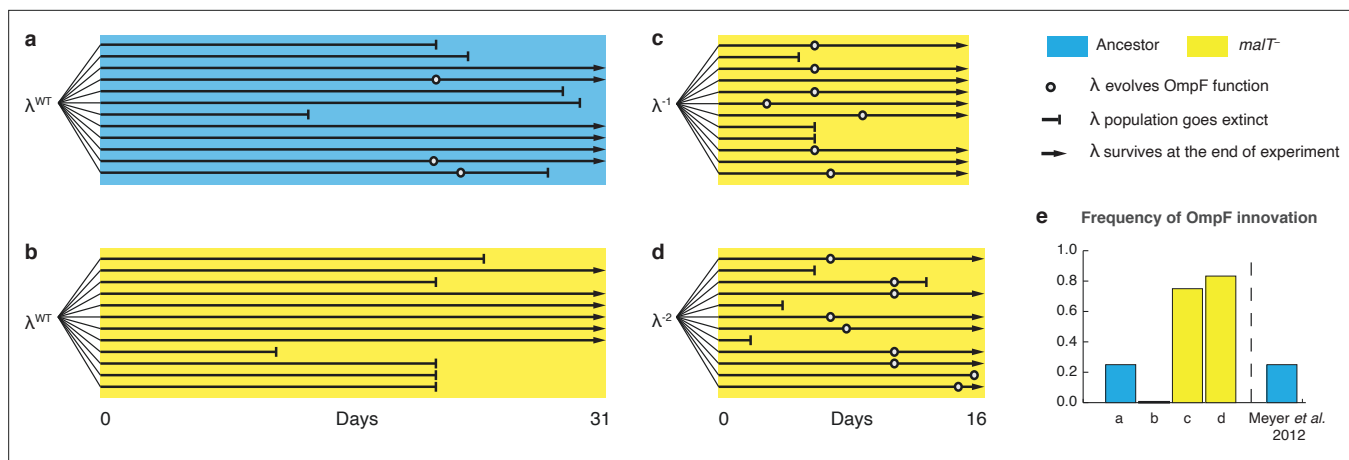 a
λWT
b
λWT
0 Days 31
c
λ-1
d
λ-2
0 Days 16
Ancestor malT–
λ evolves OmpF function
λ population goes extinct
λ survives at the end of experiment
e Frequency of OmpF innovation
1.0
0.8
0.6
0.4
0.2
0.0
a b c d Meyer et al.
2012